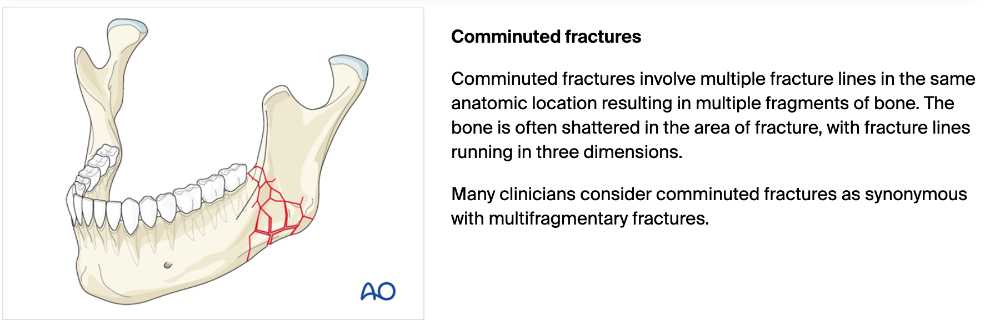 Comminuted fractures
Comminuted fractures involve multiple fracture lines in the same
anatomic location resulting in multiple fragments of bone. The
bone is often shattered in the area of fracture, with fracture lines
running in three dimensions.
Many clinicians consider comminuted fractures as synonymous
with multifragmentary fractures.
AO